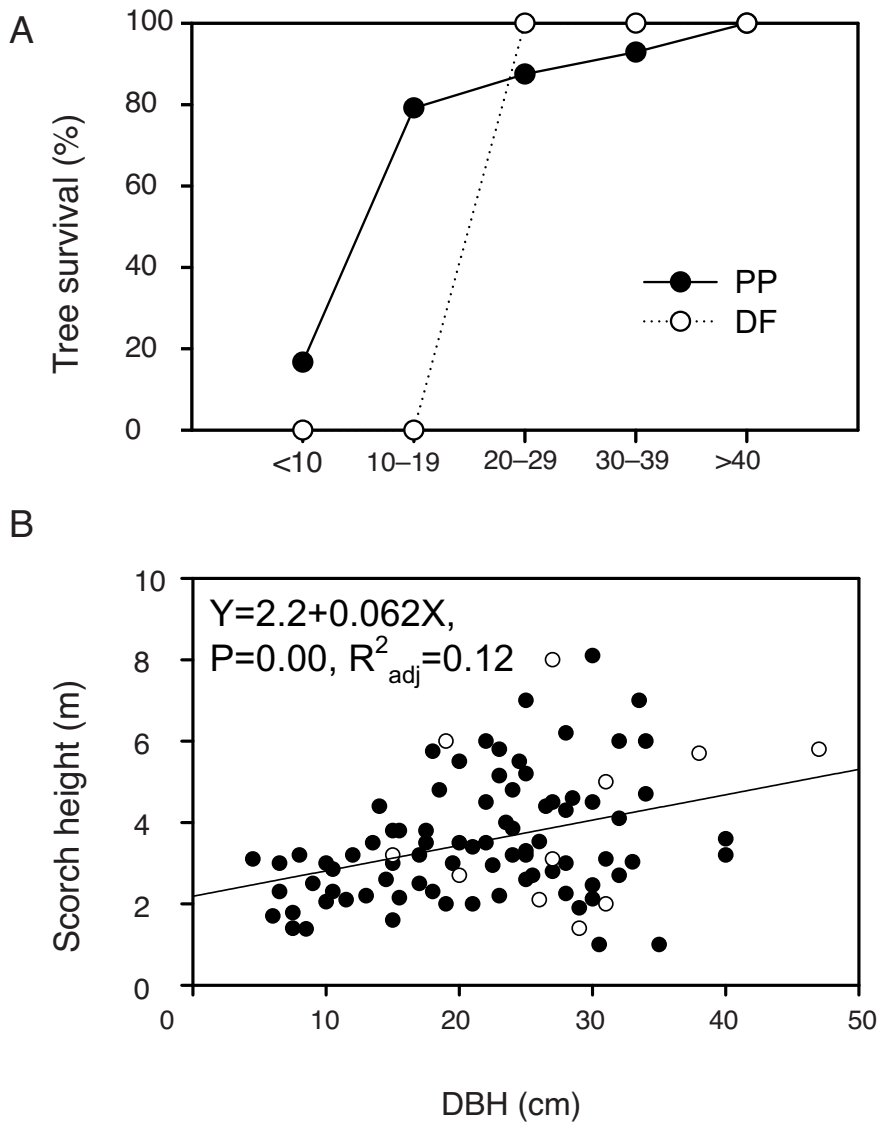 A
Tree survival (%)
100
80
60
40
20
0
PP
DF
<10 10–19 20–29 30–39 >40
B
Scorch height (m)
10
8
6
4
2
0
Y=2.2+0.062X,
P=0.00, R²adj=0.12
0 10 20 30 40 50
DBH (cm)